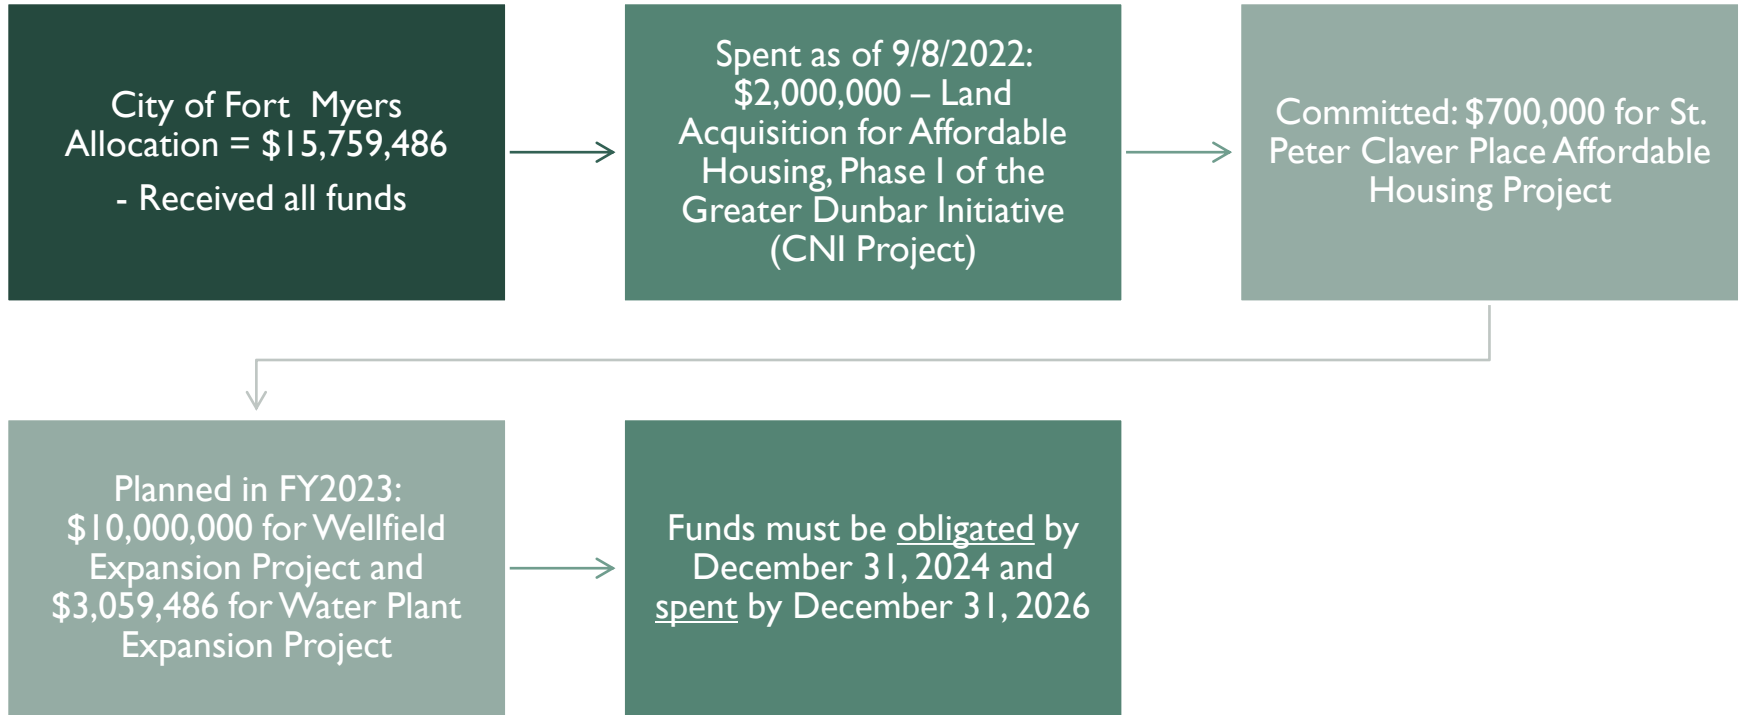 City of Fort Myers
Allocation = $15,759,486
- Received all funds
Spent as of 9/8/2022:
$2,000,000 – Land
Acquisition for Affordable
Housing, Phase I of the
Greater Dunbar Initiative
(CNI Project)
Committed: $700,000 for St.
Peter Claver Place Affordable
Housing Project
Planned in FY2023:
$10,000,000 for Wellfield
Expansion Project and
$3,059,486 for Water Plant
Expansion Project
Funds must be obligated by
December 31, 2024 and
spent by December 31, 2026